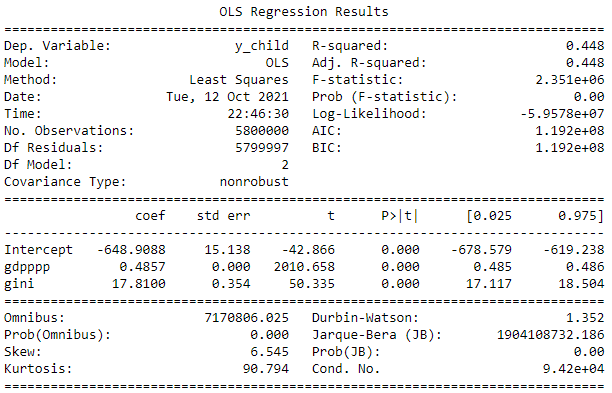 OLS Regression Results
==============================================================================
Dep. Variable: y_child R-squared: 0.448
Model: OLS Adj. R-squared: 0.448
Method: Least Squares F-statistic: 2.351e+06
Date: Tue, 12 Oct 2021 Prob (F-statistic): 0.00
Time: 22:46:30 Log-Likelihood: -5.9578e+07
No. Observations: 5800000 AIC: 1.192e+08
Df Residuals: 5799997 BIC: 1.192e+08
Df Model: 2
Covariance Type: nonrobust
==============================================================================
coef std err t P>|t| [0.025 0.975]
------------------------------------------------------------------------------
Intercept -648.9088 15.138 -42.866 0.000 -678.579 -619.238
gdpppp 0.4857 0.000 2010.658 0.000 0.485 0.486
gini 17.8100 0.354 50.335 0.000 17.117 18.504
==============================================================================
Omnibus: 7170806.025 Durbin-Watson: 1.352
Prob(Omnibus): 0.000 Jarque-Bera (JB): 1904108732.186
Skew: 6.545 Prob(JB): 0.00
Kurtosis: 90.794 Cond. No. 9.42e+04
==============================================================================